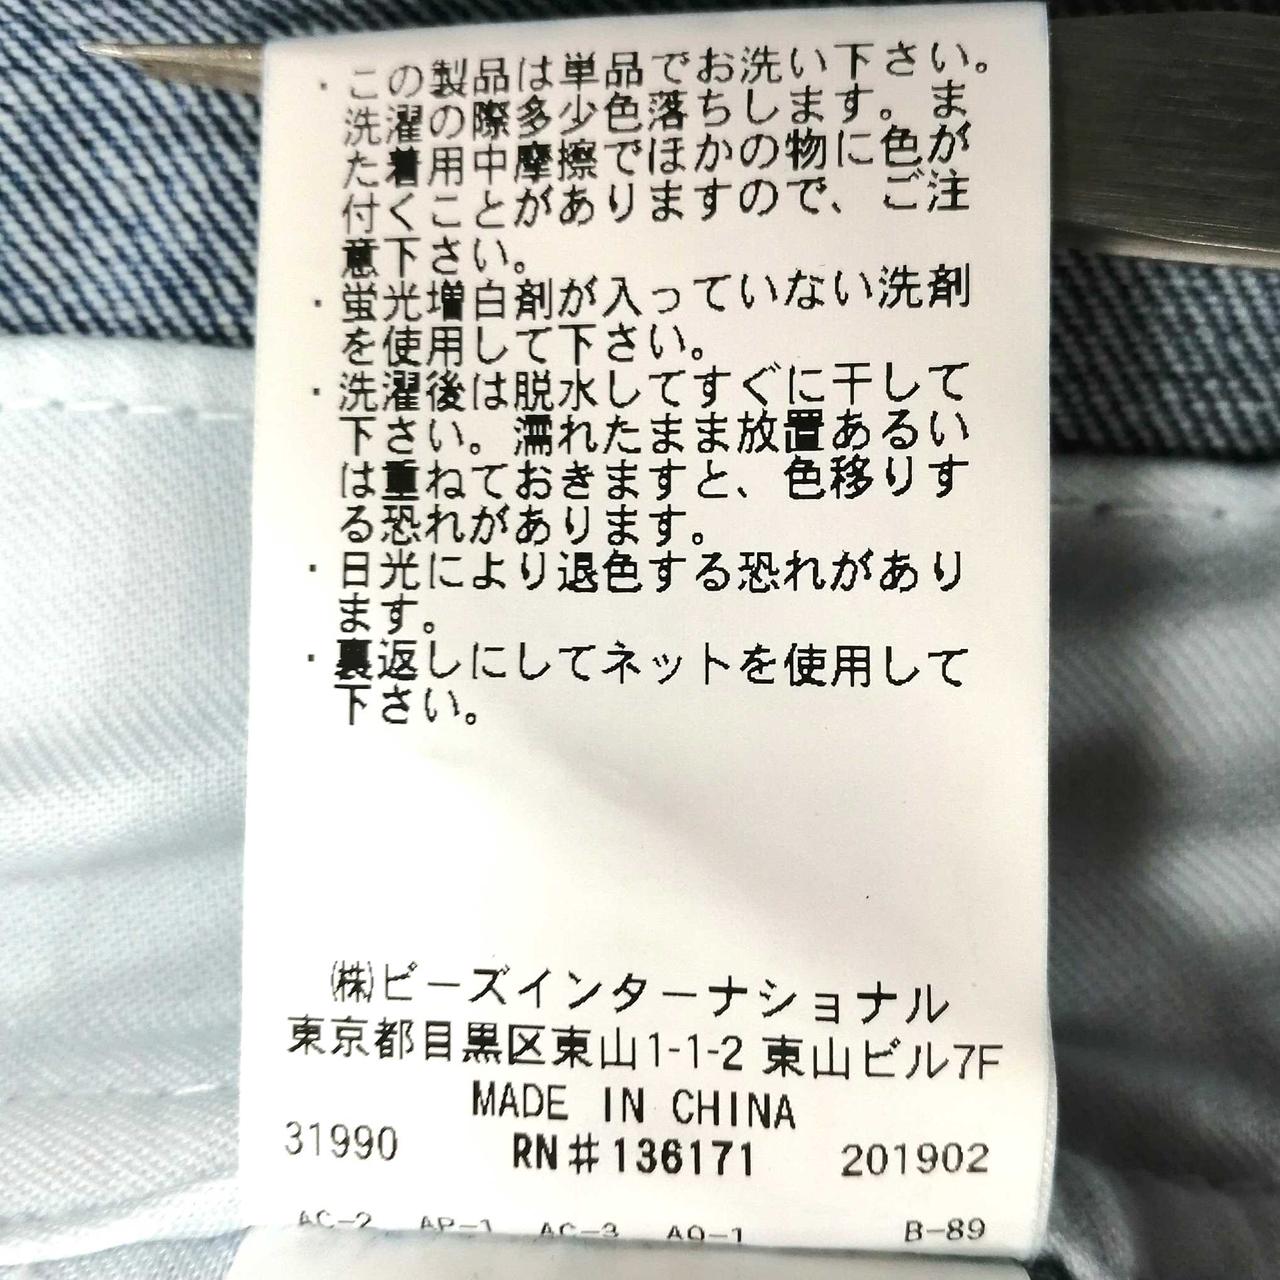 ・この製品は単品でお洗い下さい。
洗濯の際多少色落ちします。ま
た着用中摩擦でほかの物に色が
付くことがありますので、ご注
意下さい。
・蛍光増白剤が入っていない洗剤
を使用して下さい。
・洗濯後は脱水してすぐに干して
下さい。濡れたまま放置あるい
は重ねておきますと、色移りす
る恐れがあります。
・日光により退色する恐れがあり
ます。
・裏返しにしてネットを使用して
下さい。
㈱ピーズインターナショナル
東京都目黒区東山1-1-2 東山ビル7F
MADE IN CHINA
31990 RN#136171 201902
AC-2 AP-1 AC-3 AQ-1 B-89